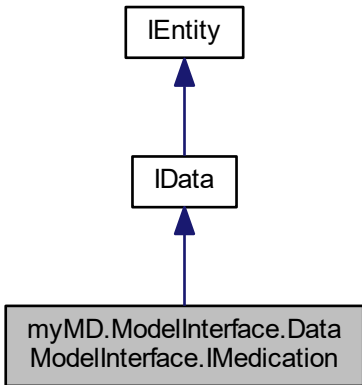 IEntity
IData
myMD.ModelInterface.Data
ModelInterface.IMedication